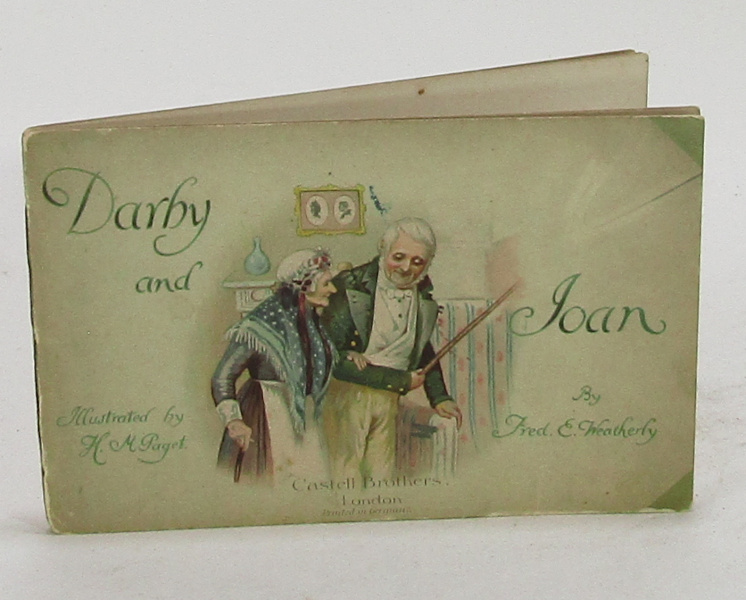 Darby
and
Joan
Illustrated by
H. M. Paget.
By
Fred. E. Weatherly
Castell Brothers.
London
Printed in Germany